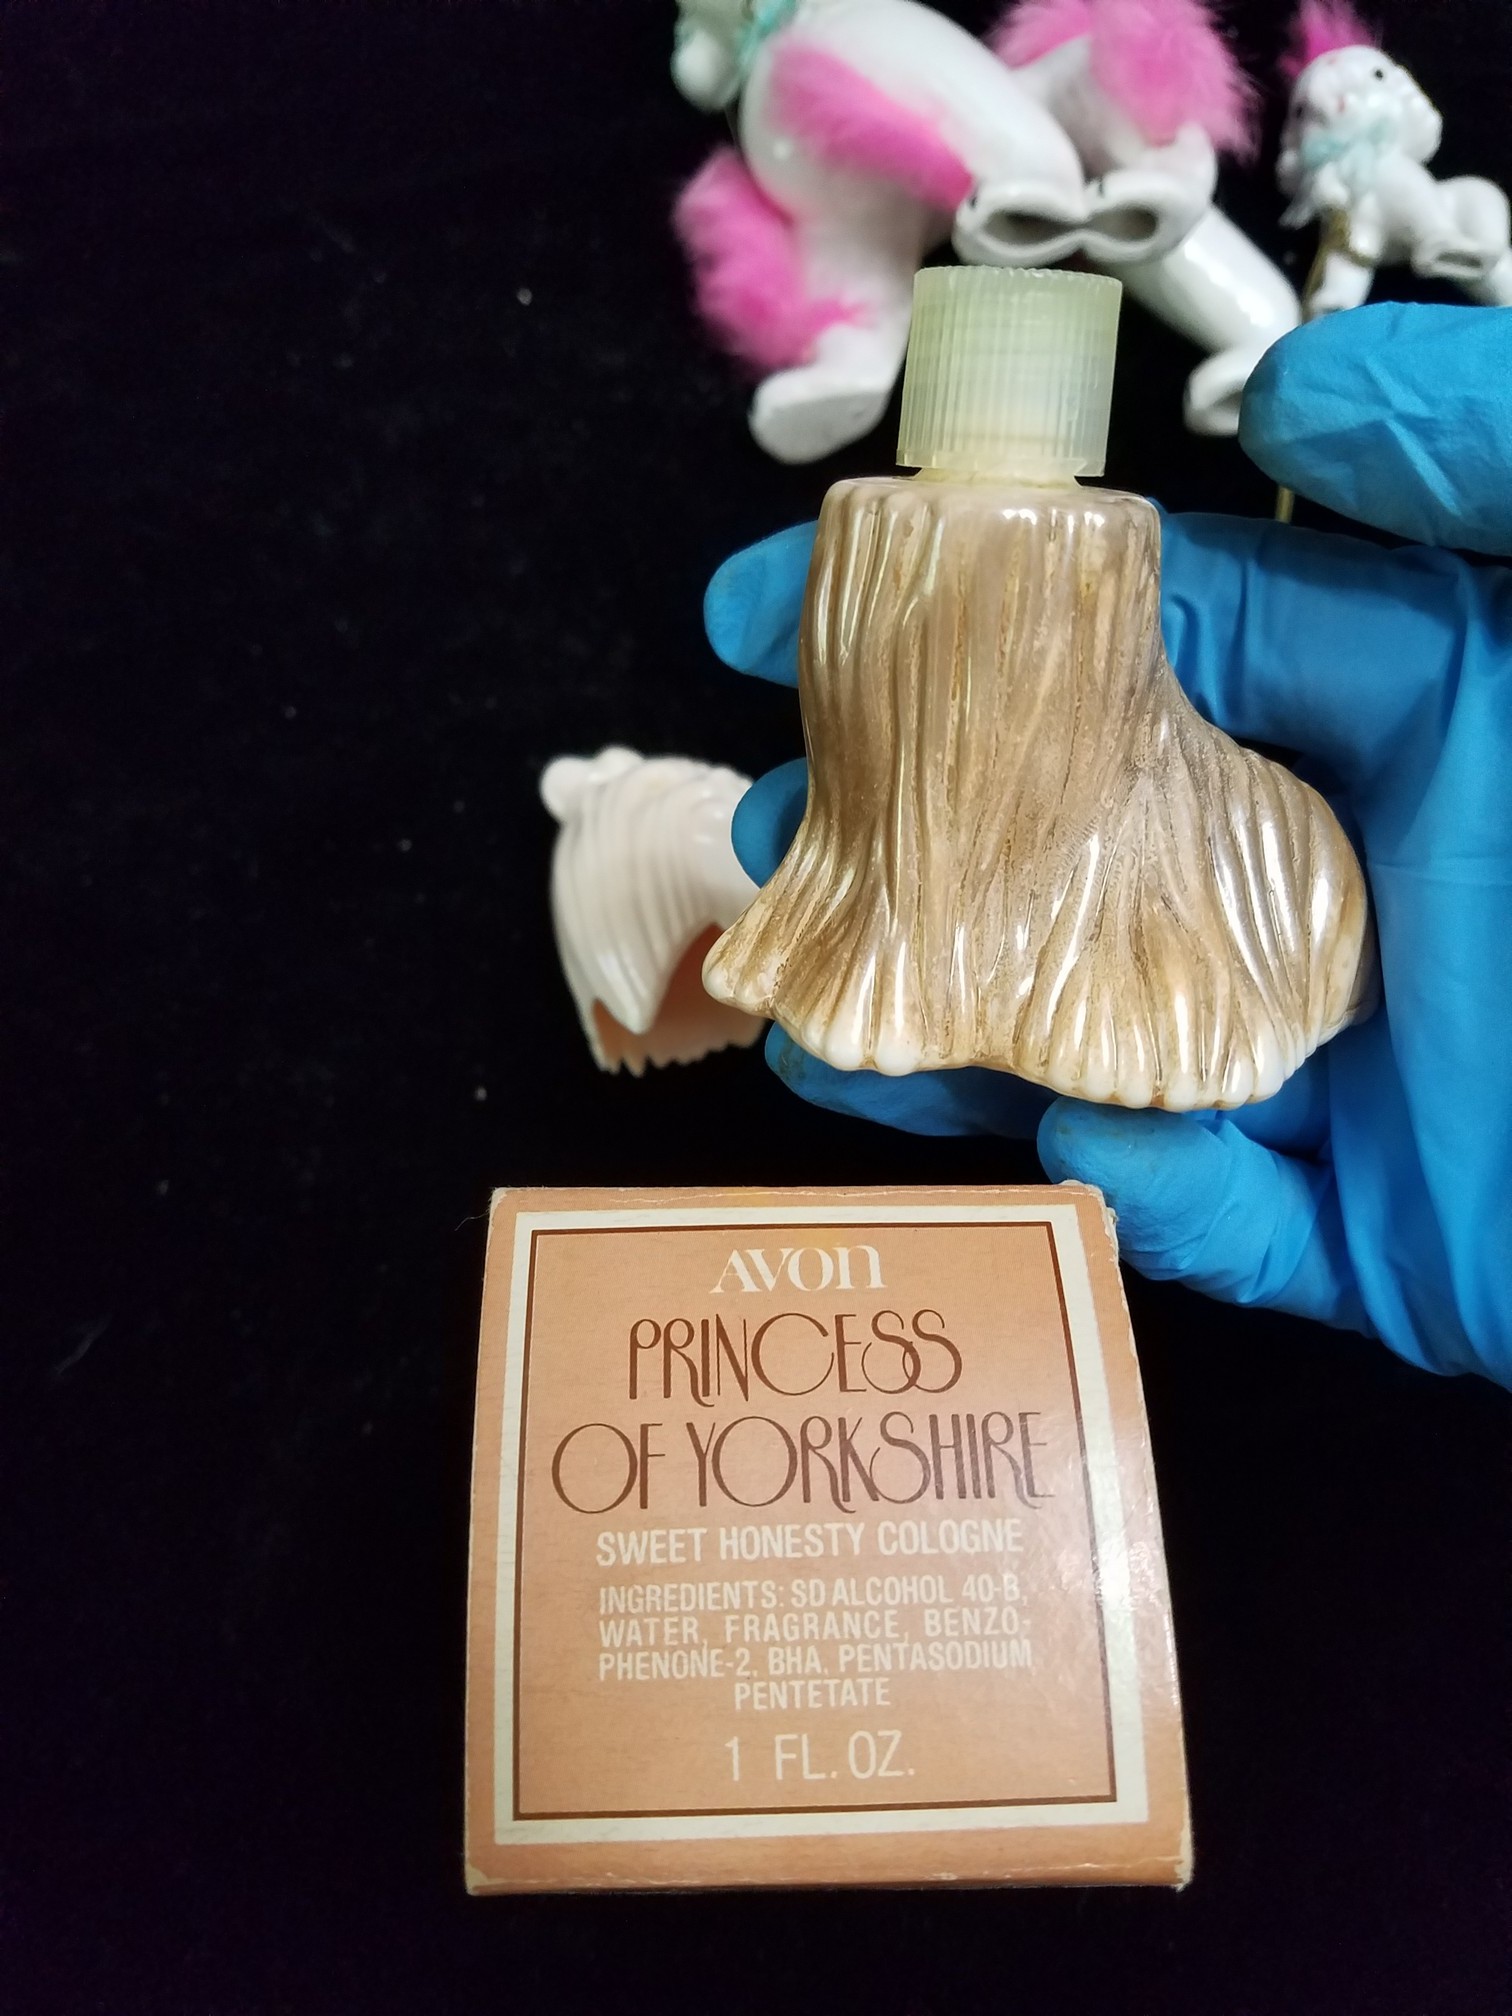 AVON
PRINCESS
OF YORKSHIRE
SWEET HONESTY COLOGNE
INGREDIENTS: SD ALCOHOL 40-B,
WATER, FRAGRANCE, BENZO-
PHENONE-2, BHA, PENTASODIUM
PENTETATE
1 FL. OZ.